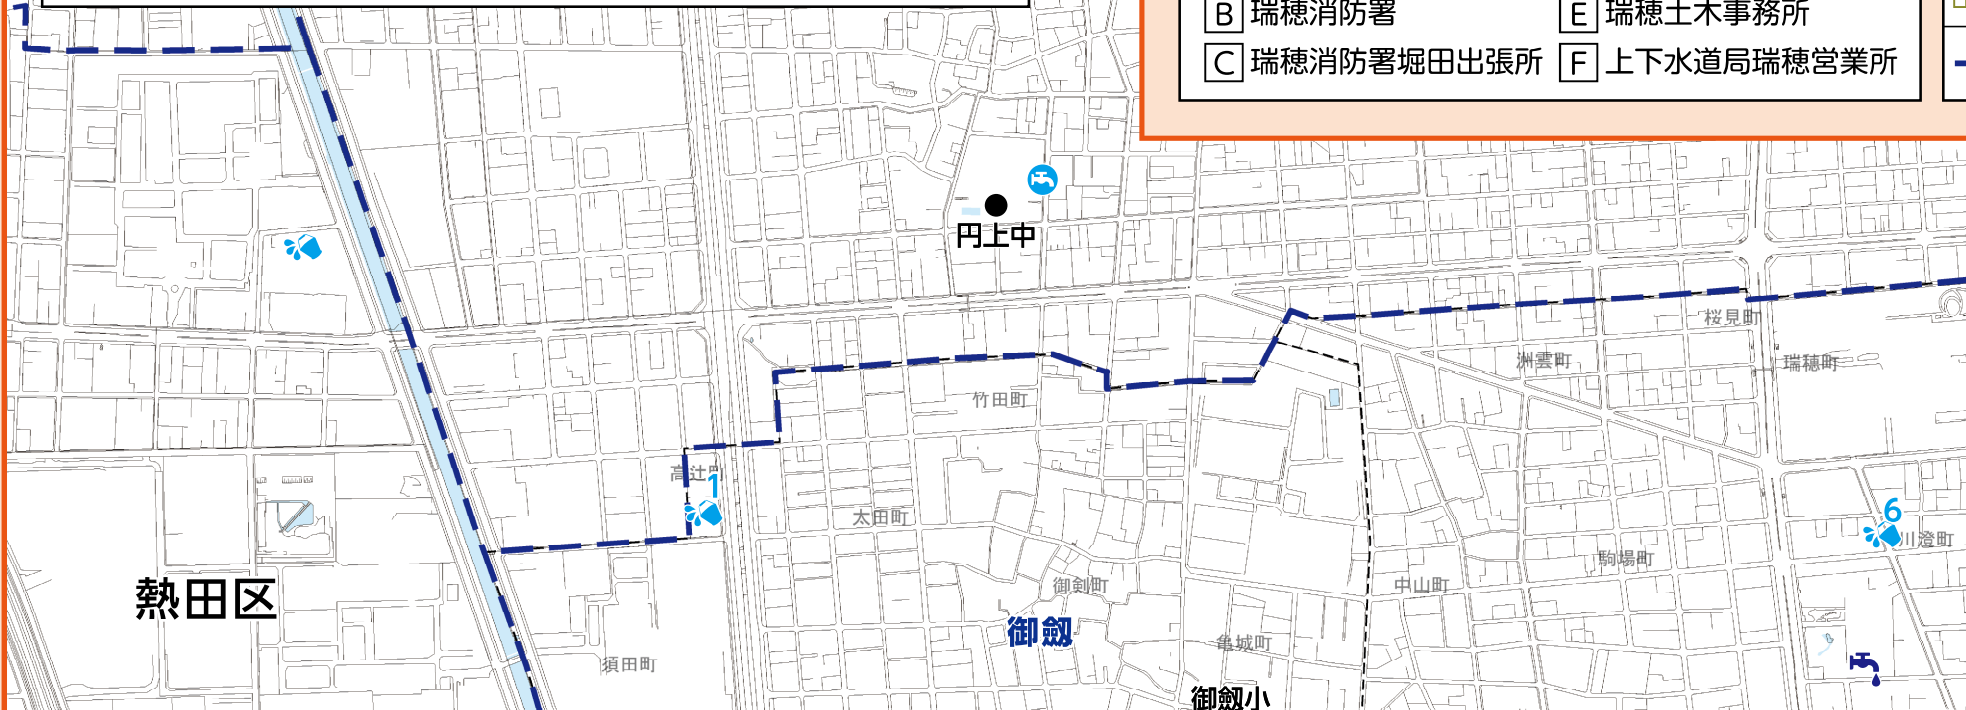 B 瑞穂消防署
E 瑞穂土木事務所
C 瑞穂消防署堀田出張所
F 上下水道局瑞穂営業所
円上中
桜見町
洲雲町
瑞穂町
竹田町
高辻町
1
太田町
6
川澄町
駒場町
中山町
御剣町
熱田区
御劔
亀城町
須田町
御劔小